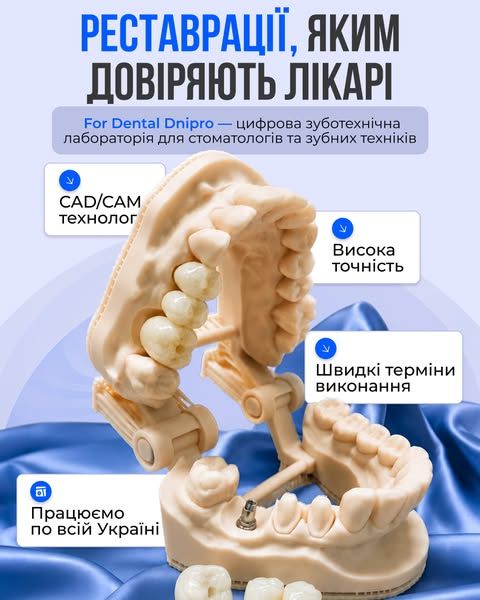 РЕСТАВРАЦІЇ, ЯКИМ
ДОВІРЯЮТЬ ЛІКАРІ
For Dental Dnipro — цифрова зуботехнічна
лабораторія для стоматологів та зубних техніків
CAD/CAM
Висока
точність
Швидкі терміни
виконання
Працюємо
по всій Україні